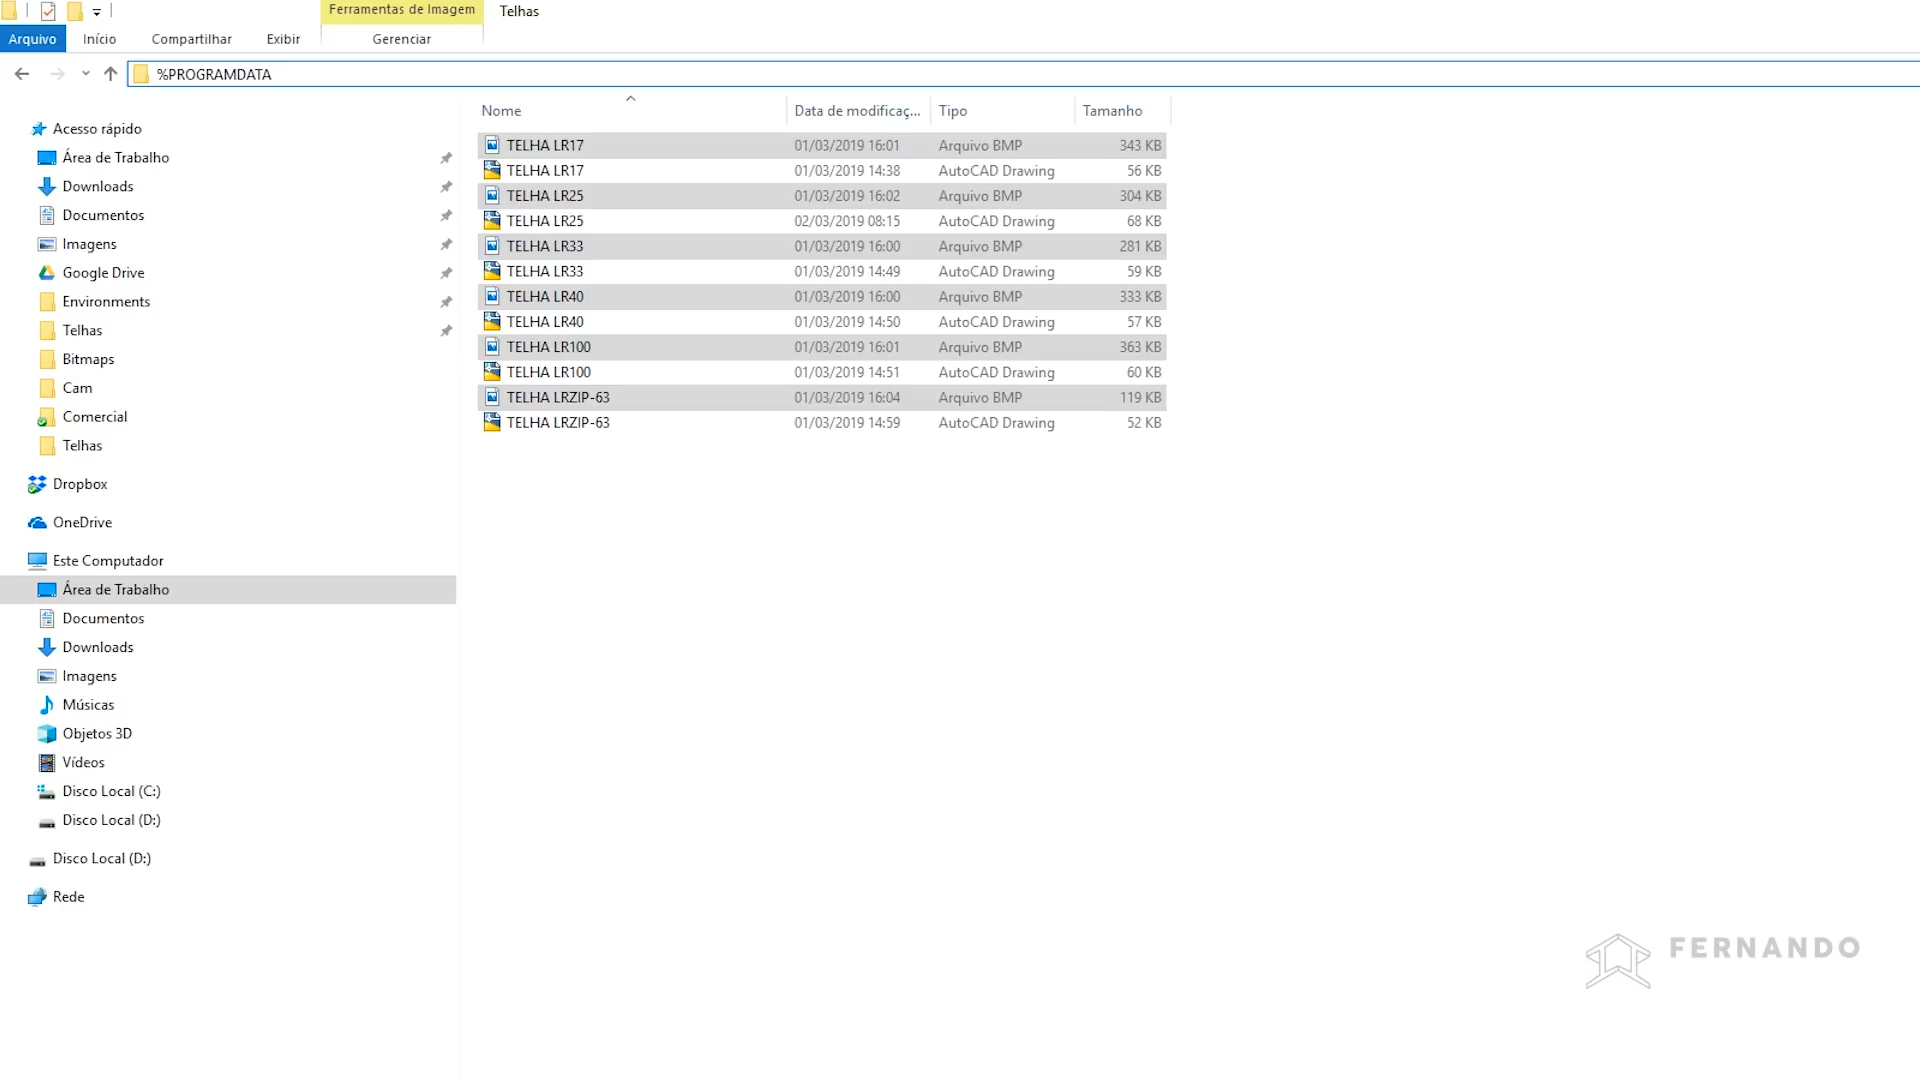 Ferramentas de Imagem Telhas
Arquivo Início Compartilhar Exibir Gerenciar
%PROGRAMDATA
Nome Data de modificaç... Tipo Tamanho
Acesso rápido
Área de Trabalho
Downloads
Documentos
Imagens
Google Drive
Environments
Telhas
Bitmaps
Cam
Comercial
Telhas
Dropbox
OneDrive
Este Computador
Área de Trabalho
Documentos
Downloads
Imagens
Músicas
Objetos 3D
Vídeos
Disco Local (C:)
Disco Local (D:)
Disco Local (D:)
Rede
TELHA LR17 01/03/2019 16:01 Arquivo BMP 343 KB
TELHA LR17 01/03/2019 14:38 AutoCAD Drawing 56 KB
TELHA LR25 01/03/2019 16:02 Arquivo BMP 304 KB
TELHA LR25 02/03/2019 08:15 AutoCAD Drawing 68 KB
TELHA LR33 01/03/2019 16:00 Arquivo BMP 281 KB
TELHA LR33 01/03/2019 14:49 AutoCAD Drawing 59 KB
TELHA LR40 01/03/2019 16:00 Arquivo BMP 333 KB
TELHA LR40 01/03/2019 14:50 AutoCAD Drawing 57 KB
TELHA LR100 01/03/2019 16:01 Arquivo BMP 363 KB
TELHA LR100 01/03/2019 14:51 AutoCAD Drawing 60 KB
TELHA LRZIP-63 01/03/2019 16:04 Arquivo BMP 119 KB
TELHA LRZIP-63 01/03/2019 14:59 AutoCAD Drawing 52 KB
FERNANDO